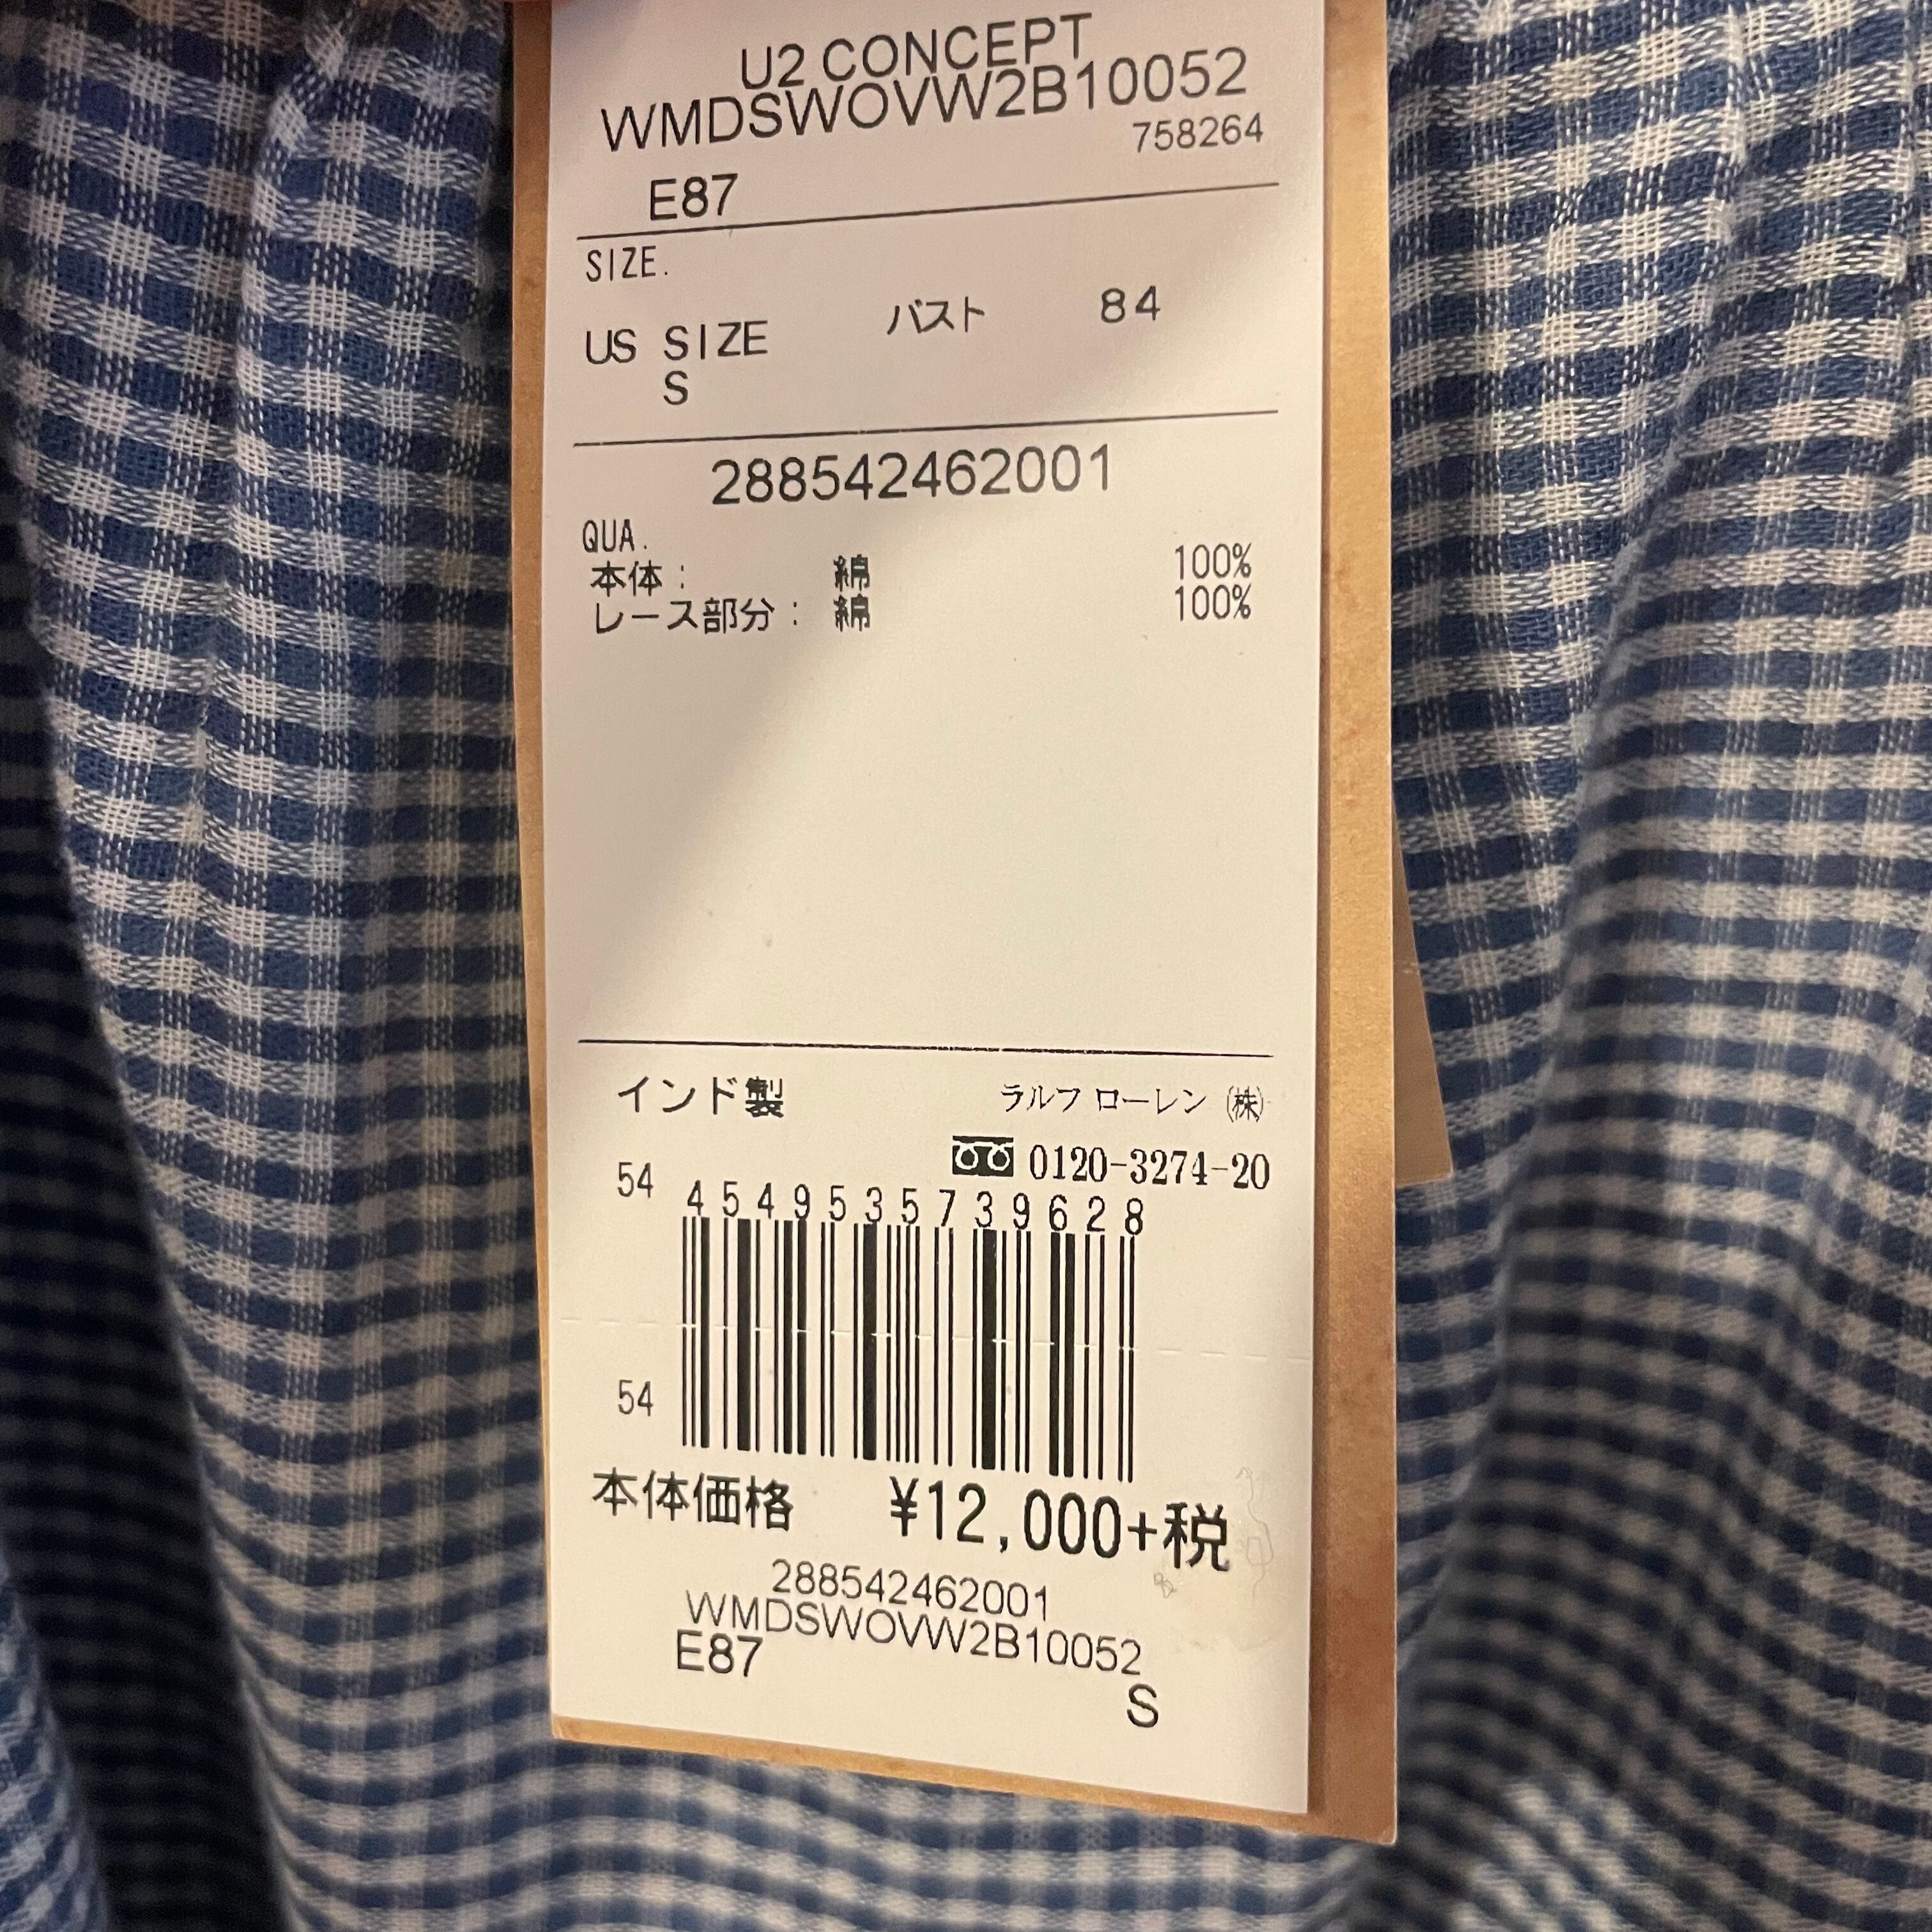 U2 CONCEPT
WMDSWOVW2B10052
758264
E87
SIZE.
バスト 84
US SIZE
S
288542462001
QUA.
本体: 綿 100%
レース部分: 綿 100%
インド製 ラルフ ローレン (株)
0120-3274-20
54
4549535739628
54
本体価格 ¥12,000+税
288542462001
WMDSWOVW2B10052
E87
S